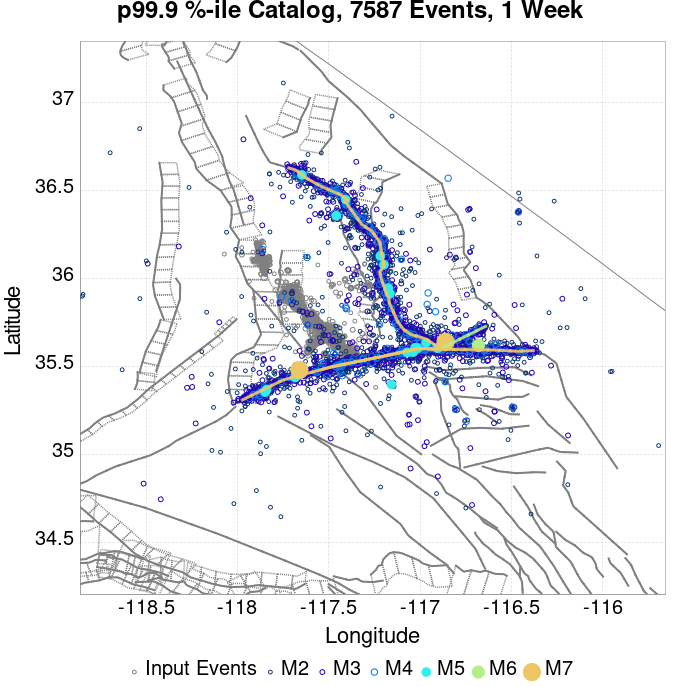 p99.9 %-ile Catalog, 7587 Events, 1 Week
37
36.5
36
35.5
35
34.5
Latitude
-118.5 -118 -117.5 -117 -116.5 -116
Longitude
Input Events M2 M3 M4 M5 M6 M7